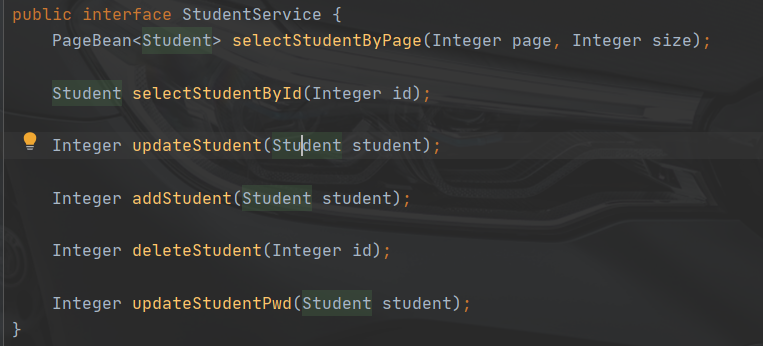 public interface StudentService {
PageBean<Student> selectStudentByPage(Integer page, Integer size);
Student selectStudentById(Integer id);
Integer updateStudent(Student student);
Integer addStudent(Student student);
Integer deleteStudent(Integer id);
Integer updateStudentPwd(Student student);
}